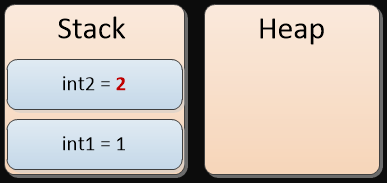 Stack
int2 = 2
int1 = 1
Heap